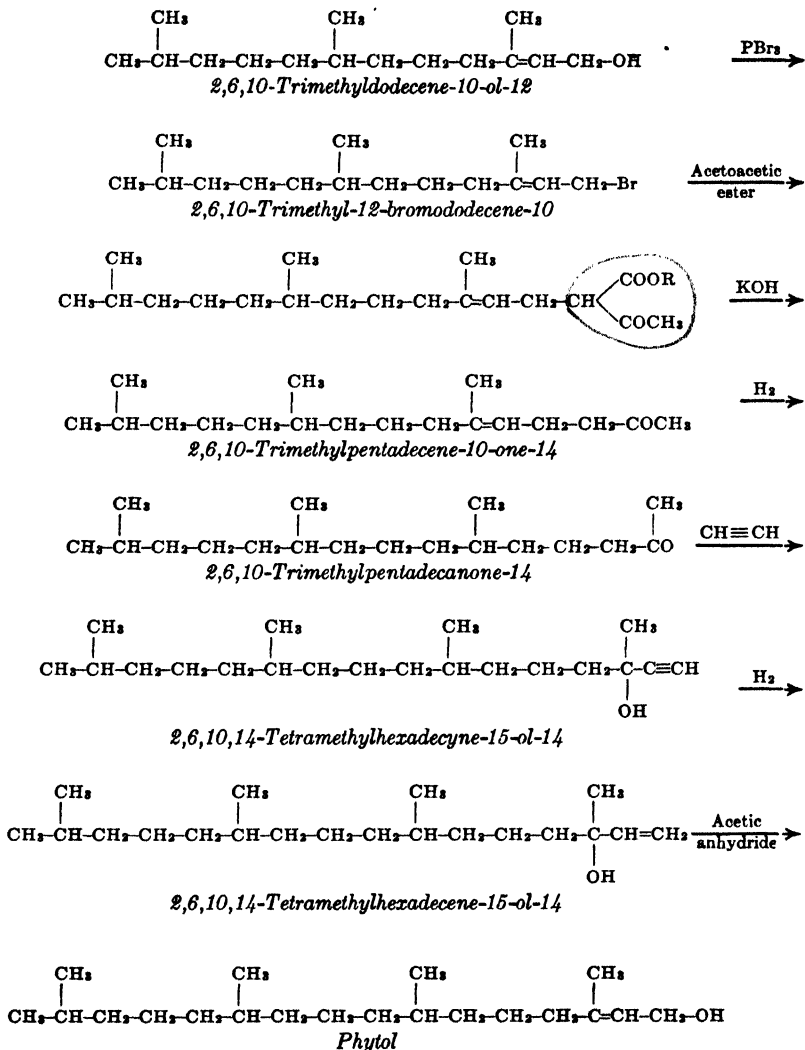 CH₃ CH₃ CH₃
CH₃–CH–CH₂–CH₂–CH₂–CH–CH₂–CH₂–CH₂–C=CH–CH₂–OH PBr₃
2,6,10-Trimethyldodecene-10-ol-12
CH₃ CH₃ CH₃
CH₃–CH–CH₂–CH₂–CH₂–CH–CH₂–CH₂–CH₂–C=CH–CH₂–Br Acetoacetic ester
2,6,10-Trimethyl-12-bromododecene-10
CH₃ CH₃ CH₃
COOR
CH₃–CH–CH₂–CH₂–CH₂–CH–CH₂–CH₂–CH₂–C=CH–CH₂–CH KOH
COCH₃
CH₃ CH₃ CH₃
CH₃–CH–CH₂–CH₂–CH₂–CH–CH₂–CH₂–CH₂–C=CH–CH₂–CH₂–COCH₃ H₂
2,6,10-Trimethylpentadecene-10-one-14
CH₃ CH₃ CH₃ CH₃
CH₃–CH–CH₂–CH₂–CH₂–CH–CH₂–CH₂–CH₂–CH–CH₂–CH₂–CH₂–CO CH≡CH
2,6,10-Trimethylpentadecanone-14
CH₃ CH₃ CH₃ CH₃
CH₃–CH–CH₂–CH₂–CH₂–CH–CH₂–CH₂–CH₂–CH–CH₂–CH₂–CH₂–C–C≡CH H₂
OH
2,6,10,14-Tetramethylhexadecyne-15-ol-14
CH₃ CH₃ CH₃ CH₃
CH₃–CH–CH₂–CH₂–CH₂–CH–CH₂–CH₂–CH₂–CH–CH₂–CH₂–CH₂–C–CH=CH₂ Acetic anhydride
OH
2,6,10,14-Tetramethylhexadecene-15-ol-14
CH₃ CH₃ CH₃ CH₃
CH₃–CH–CH₂–CH₂–CH₂–CH–CH₂–CH₂–CH₂–CH–CH₂–CH₂–CH₂–C=CH–CH₂–OH
Phytol